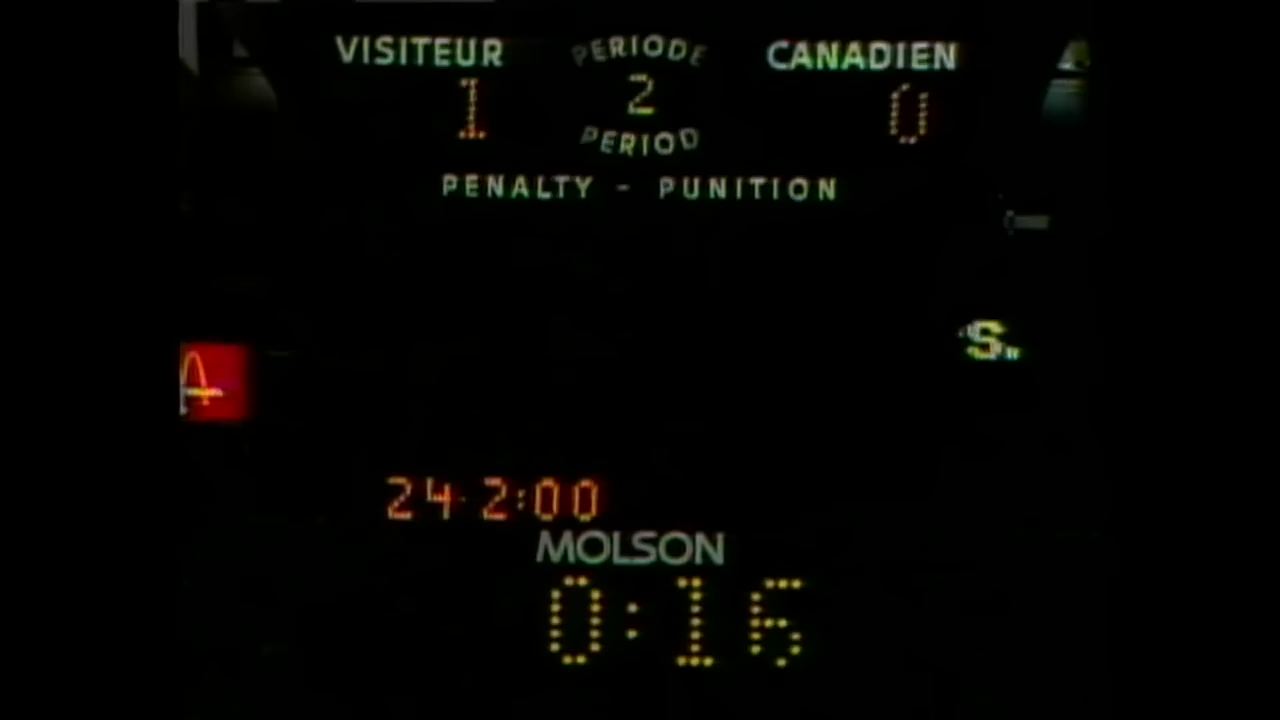 VISITEUR PERIODE CANADIEN
1 2 0
PERIOD
PENALTY - PUNITION
S
24 2:00
MOLSON
0:16